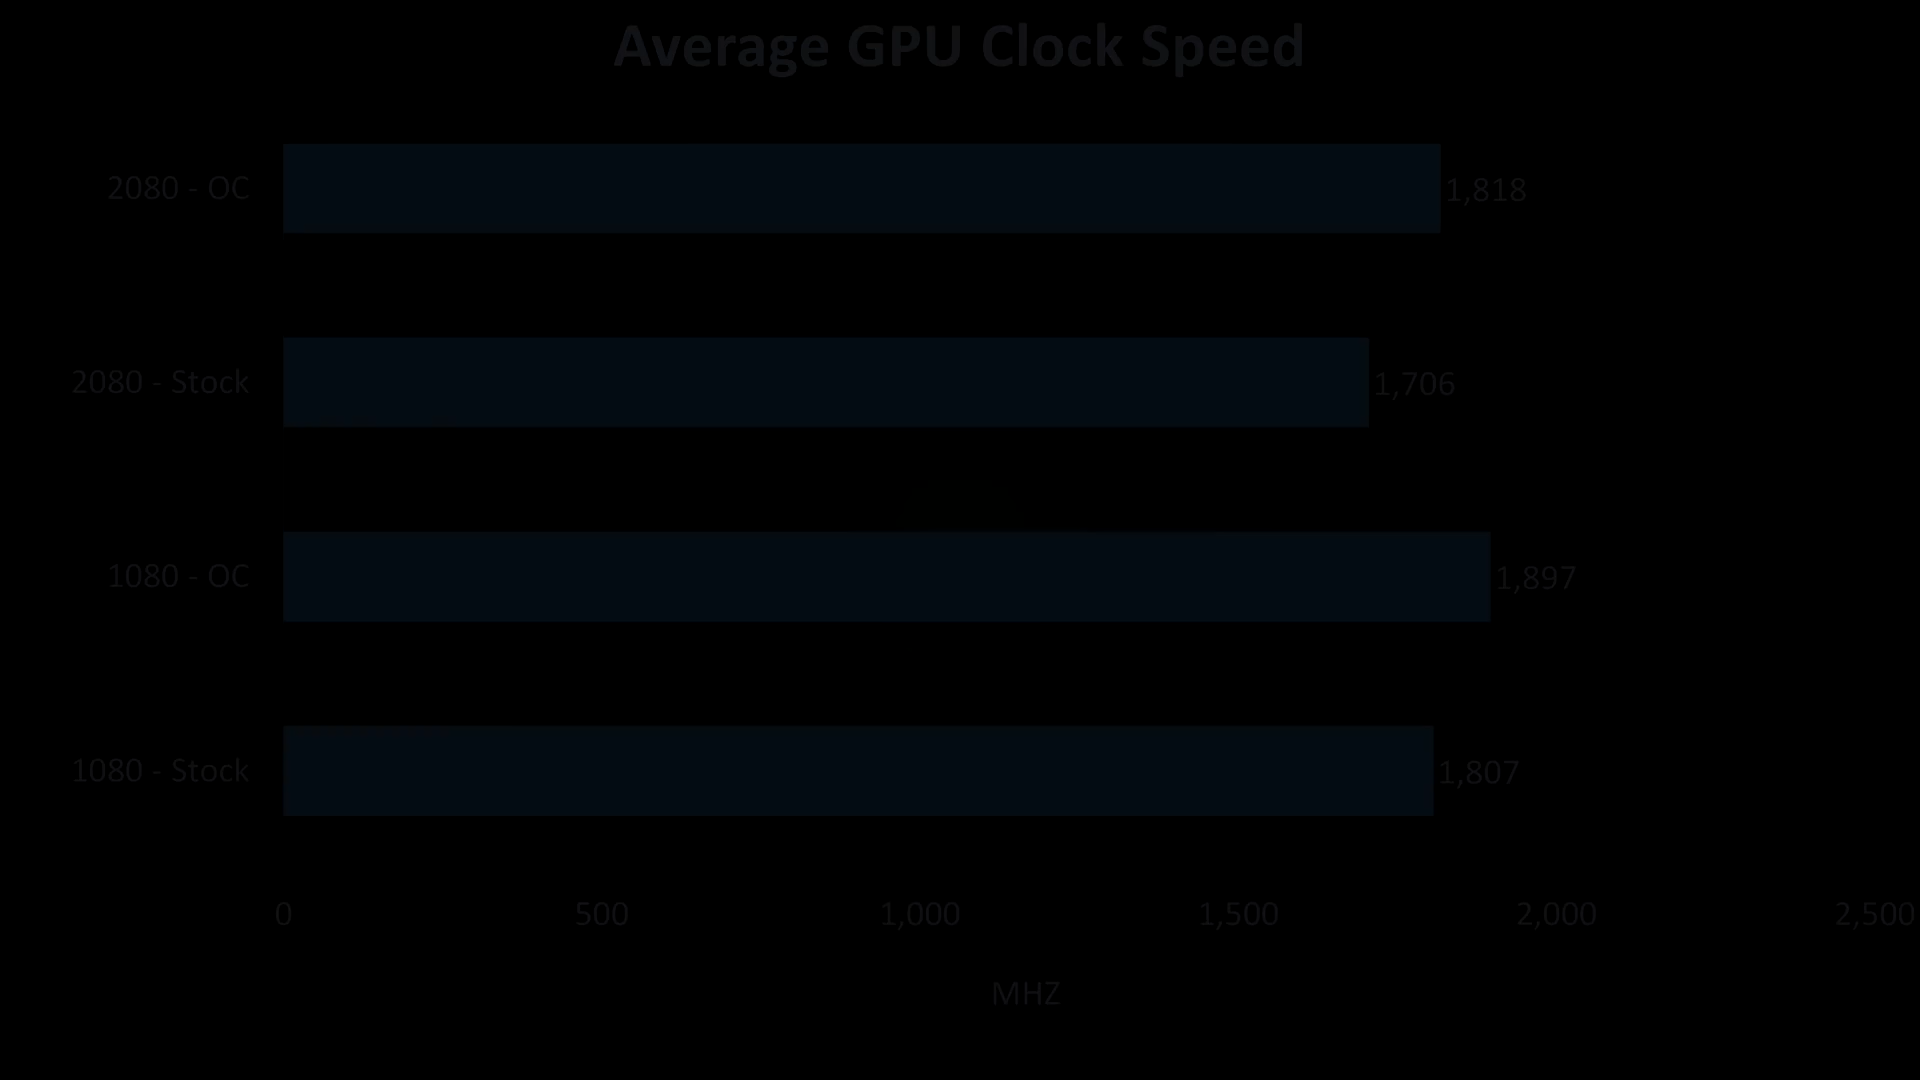 Average GPU Clock Speed
2080 - OC
1,818
2080 - Stock
1,706
1080 - OC
1,897
1080 - Stock
1,807
0 500 1,000 1,500 2,000 2,500
MHZ